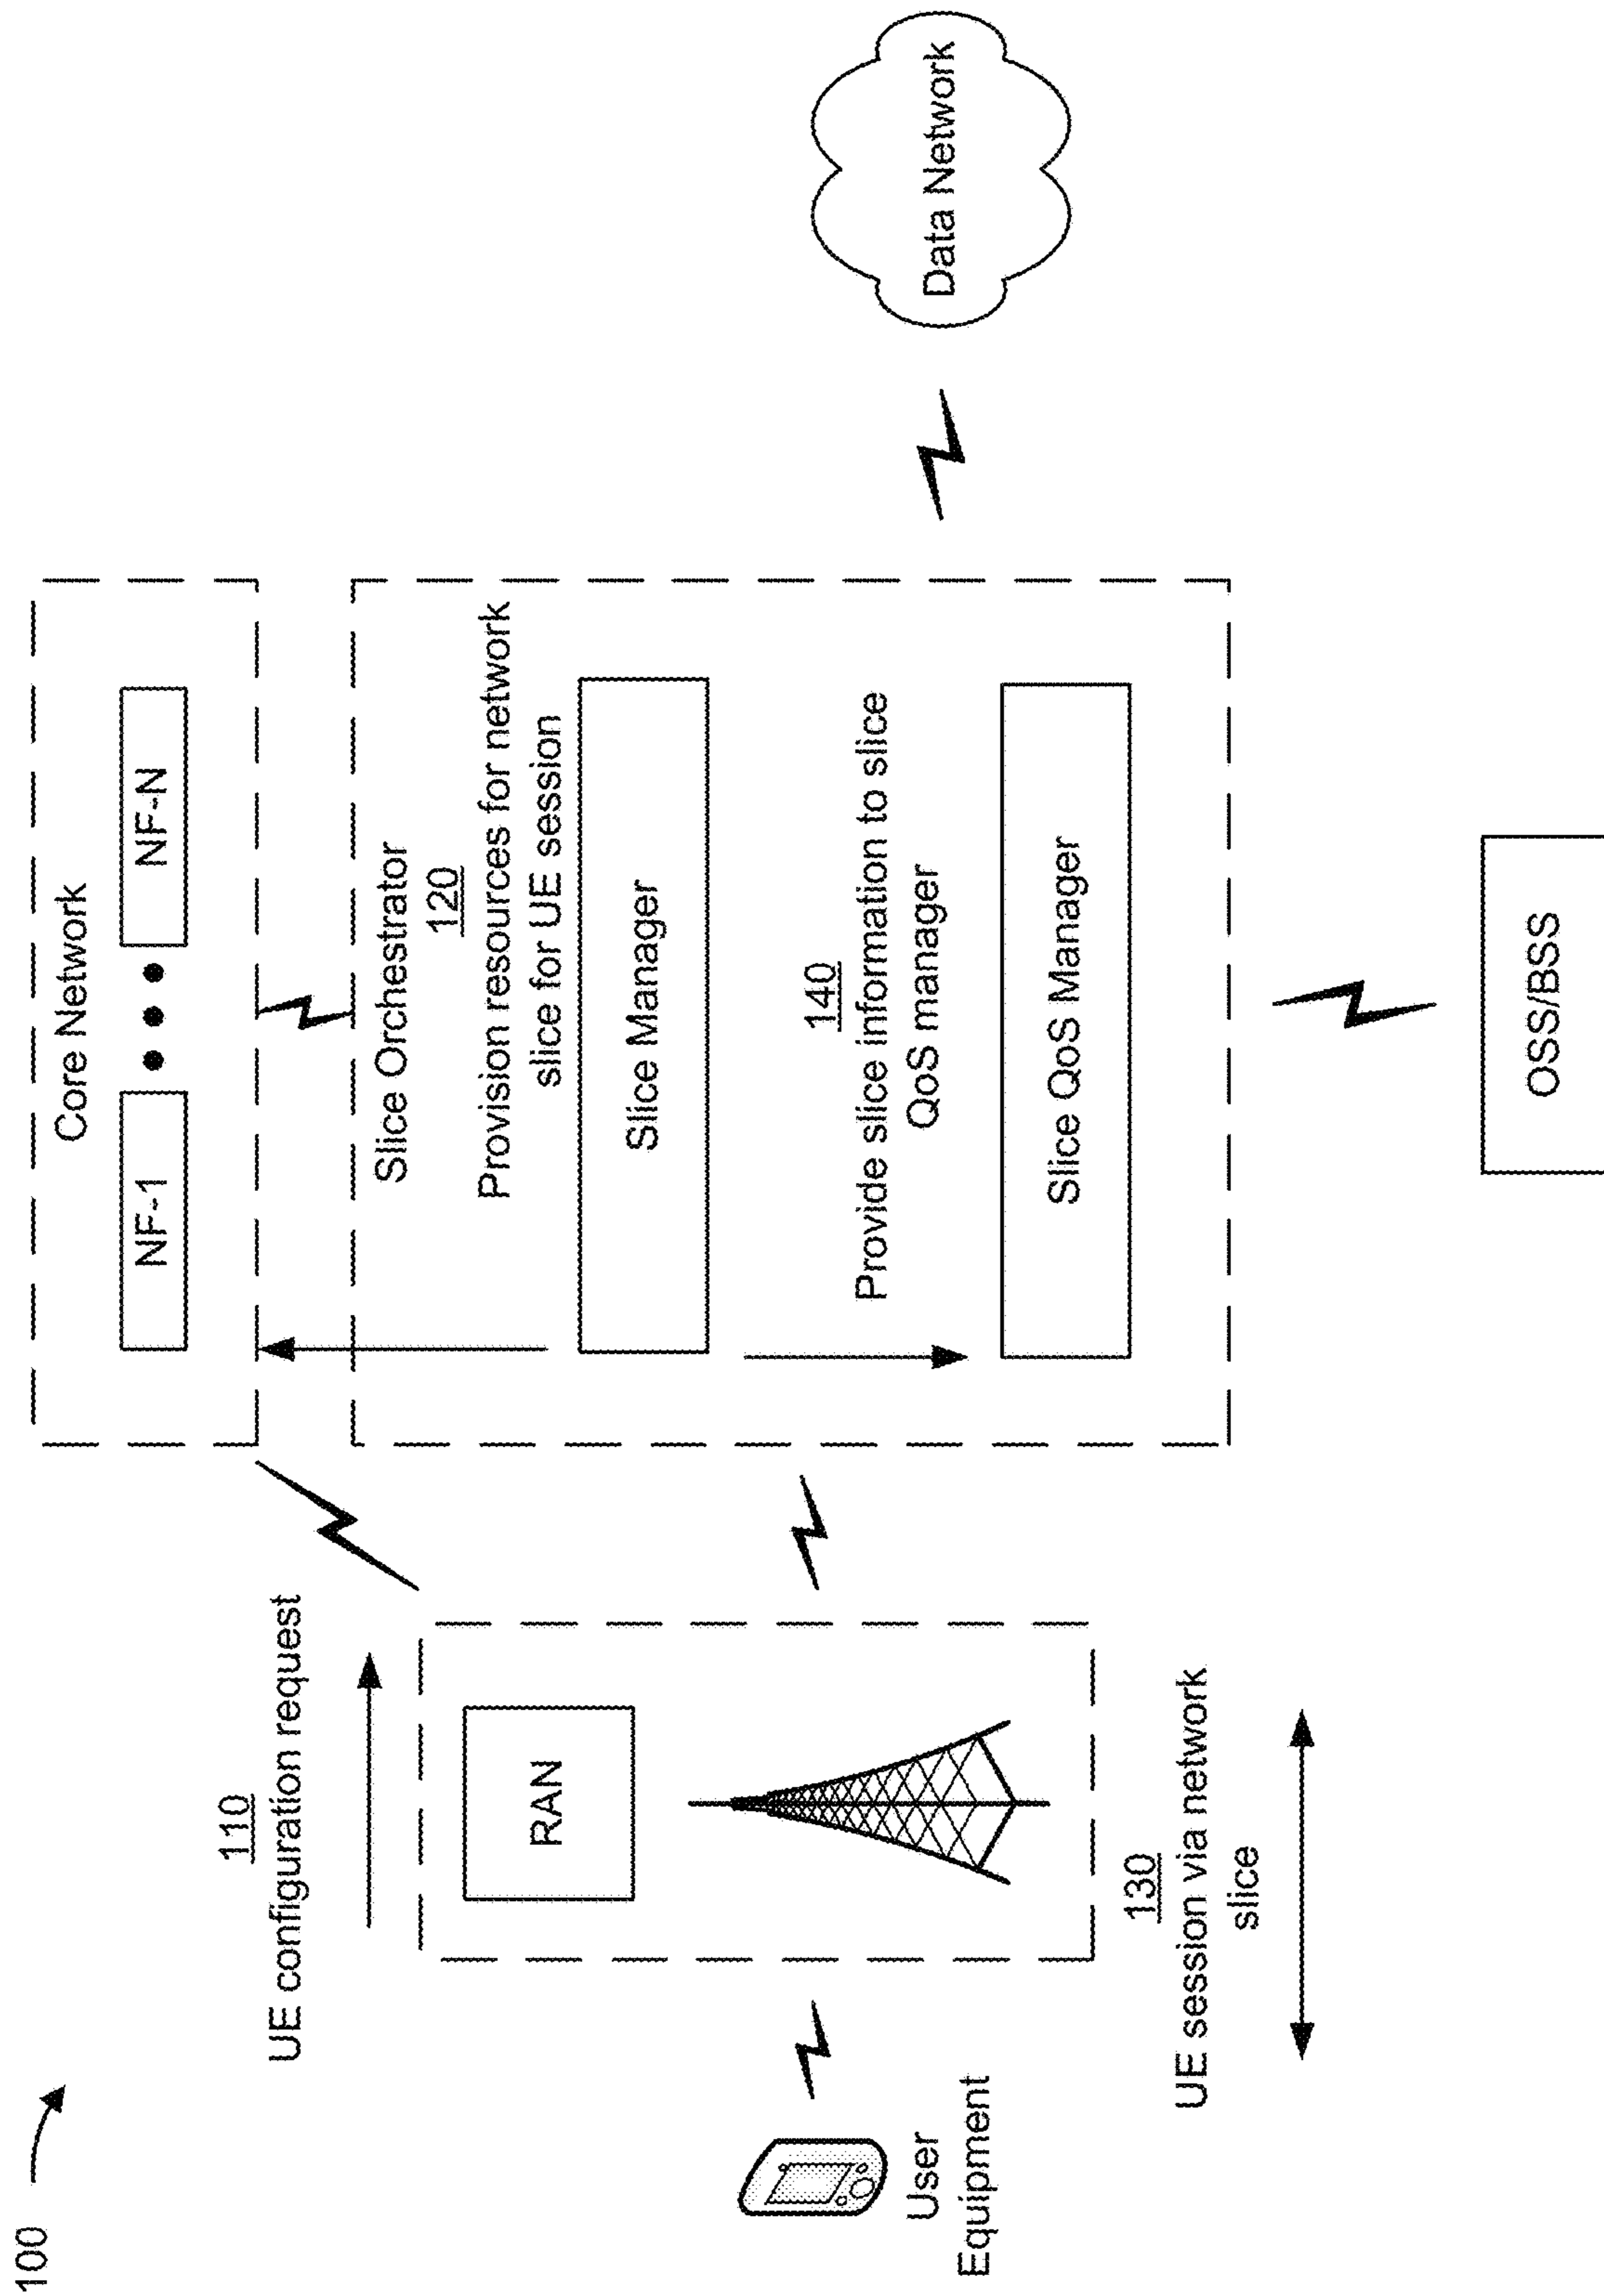 100
110
UE configuration request
Core Network
NF-1
NF-N
RAN
Slice Orchestrator
120
Provision resources for network
slice for UE session
Slice Manager
140
Provide slice information to slice
QoS manager
Slice QoS Manager
User
Equipment
Data Network
130
UE session via network
slice
OSS/BSS